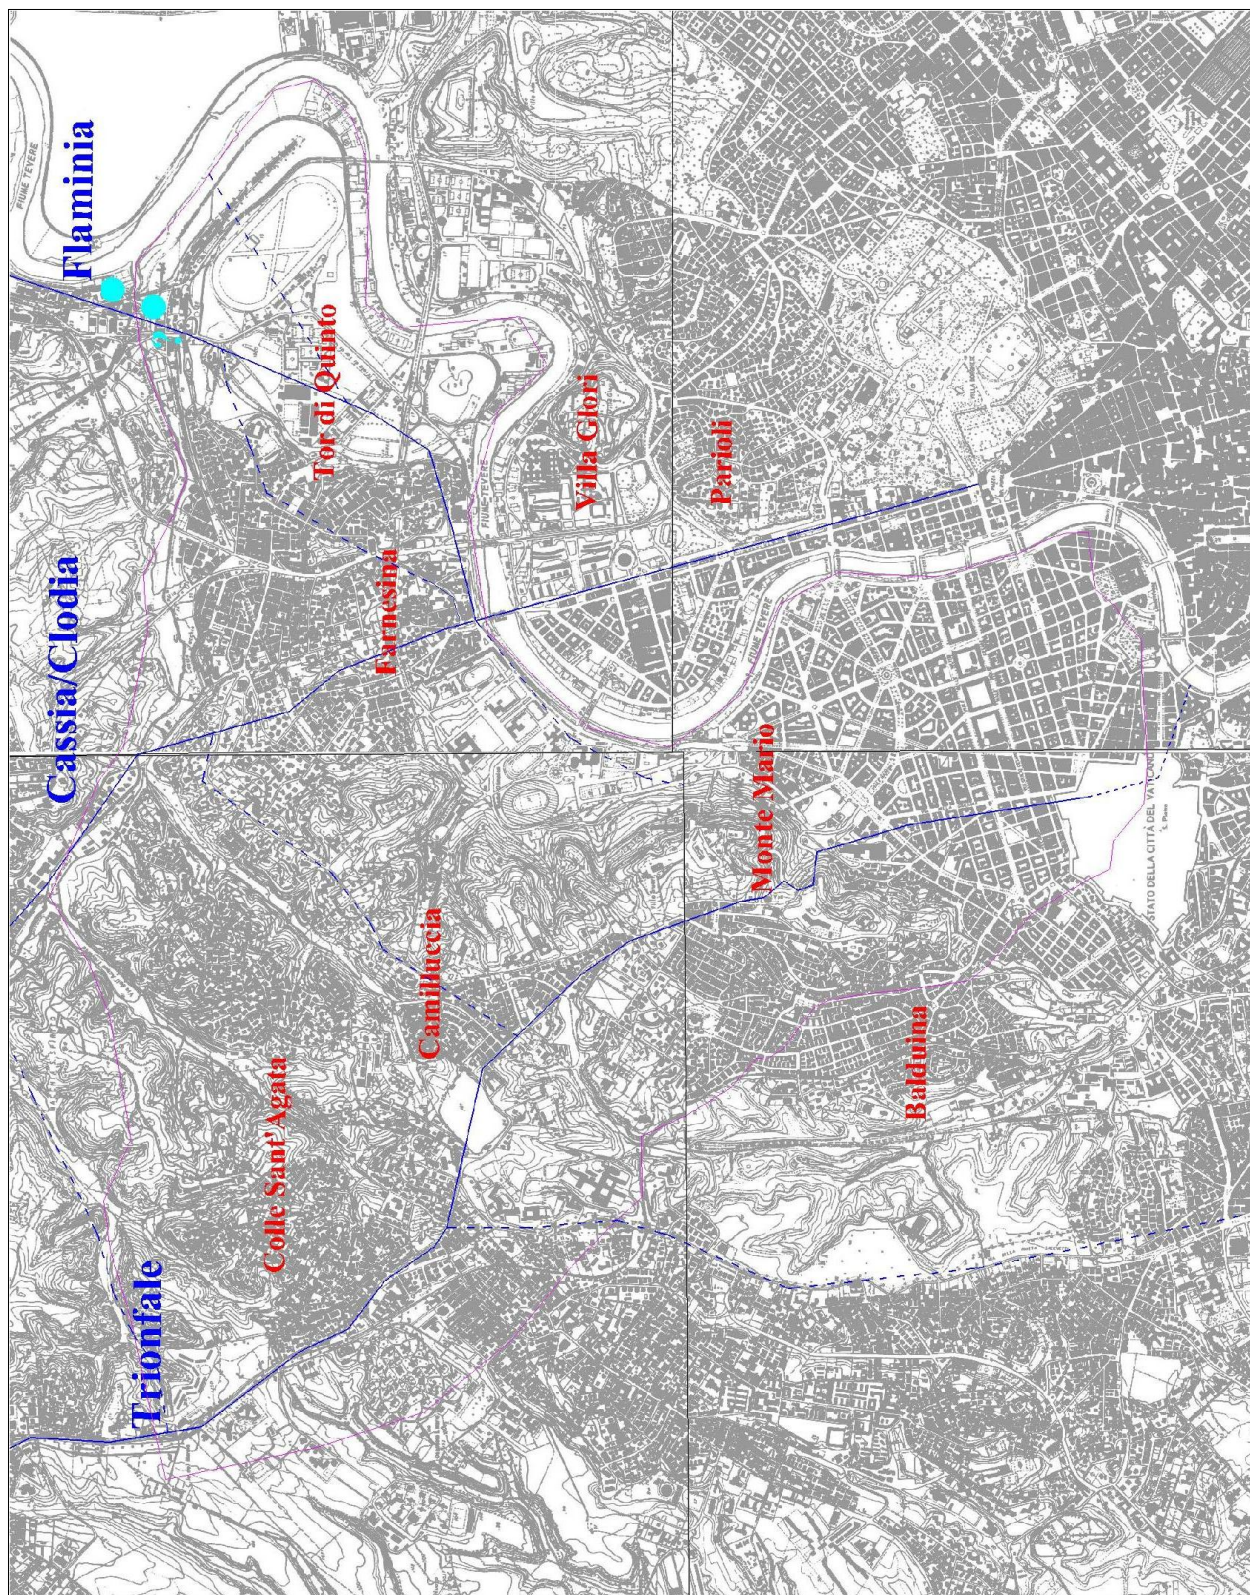 FIUME TEVERE
Flaminia
Cassia/Clodia
Trionfale
Tor di Quinto
Farnesina
Villa Glori
Parioli
Monte Mario
Camilluccia
Colle Sant'Agata
Balduina
STATO DELLA CITTÀ DEL VATICANO
S. Pietro